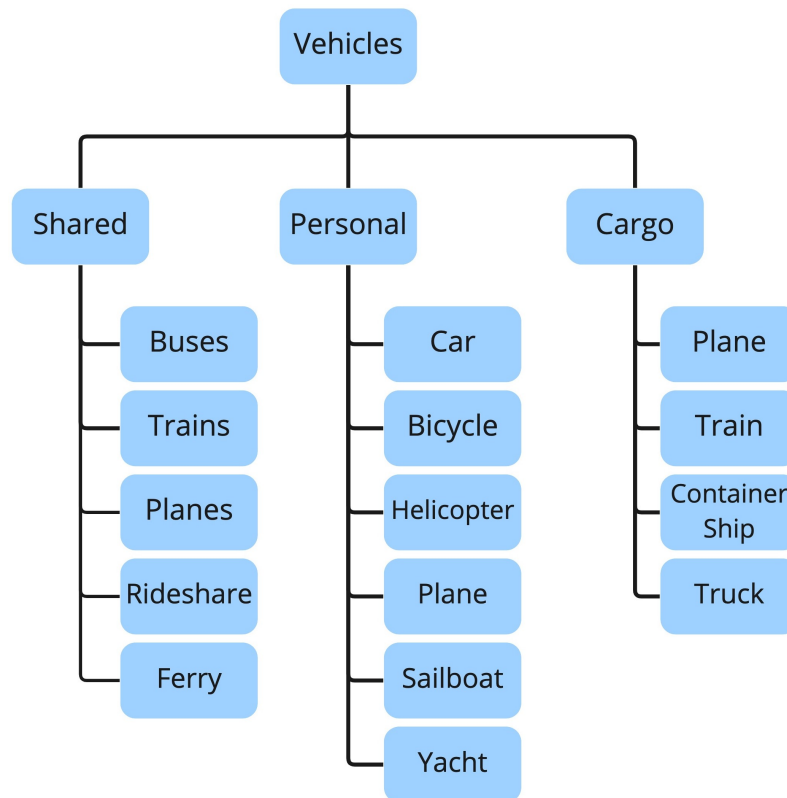 Vehicles
Shared
Personal
Cargo
Buses
Trains
Planes
Rideshare
Ferry
Car
Bicycle
Helicopter
Plane
Sailboat
Yacht
Plane
Train
Container
Ship
Truck